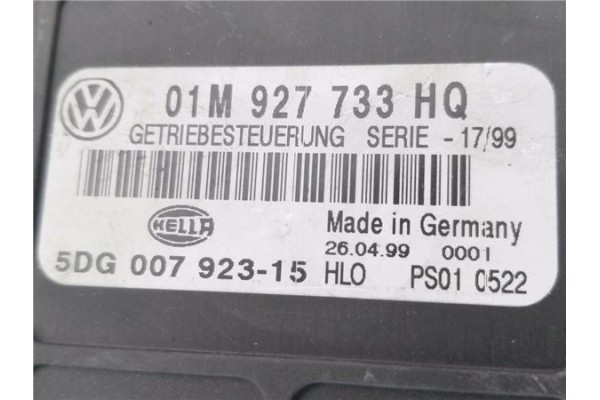 VW 01M 927 733 HQ
GETRIEBESTEUERUNG SERIE -17/99
HELLA Made in Germany
26.04.99 0001
5DG 007 923-15 HLO PS01 0522